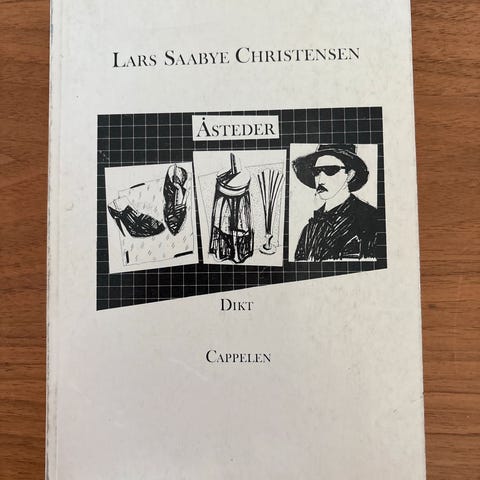 Lars Saabye Christensen
Åsteder
Dikt
Cappelen